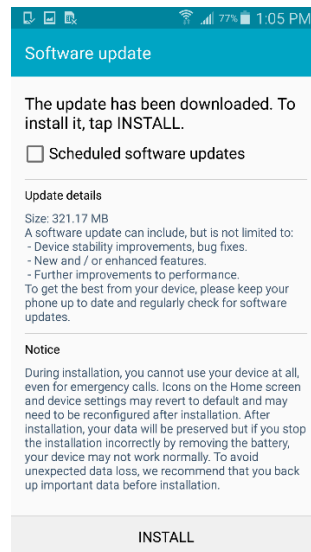 77% 1:05 PM
Software update
The update has been downloaded. To
install it, tap INSTALL.
Scheduled software updates
Update details
Size: 321.17 MB
A software update can include, but is not limited to:
- Device stability improvements, bug fixes.
- New and / or enhanced features.
- Further improvements to performance.
To get the best from your device, please keep your
phone up to date and regularly check for software
updates.
Notice
During installation, you cannot use your device at all,
even for emergency calls. Icons on the Home screen
and device settings may revert to default and may
need to be reconfigured after installation. After
installation, your data will be preserved but if you stop
the installation incorrectly by removing the battery,
your device may not work normally. To avoid
unexpected data loss, we recommend that you back
up important data before installation.
INSTALL